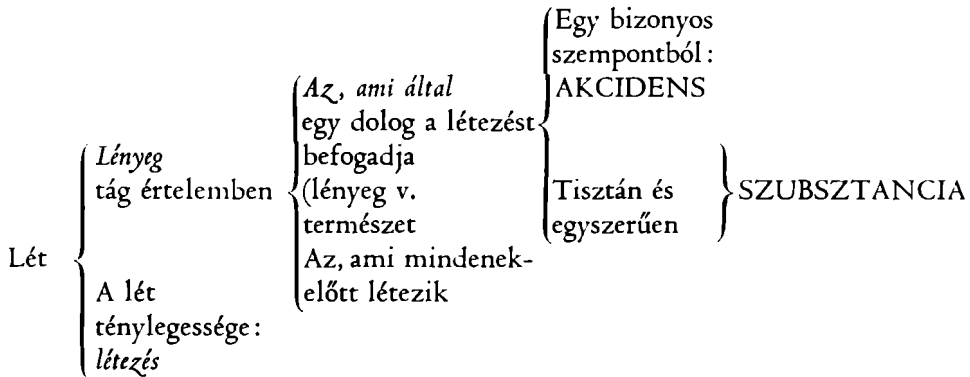 Lét
Lényeg
tág értelemben
A lét
ténylegessége:
létezés
Az, ami által
egy dolog a létezést
befogadja
(lényeg v.
természet
Az, ami mindenek-
előtt létezik
Egy bizonyos
szempontból:
AKCIDENS
Tisztán és
egyszerűen
SZUBSZTANCIA